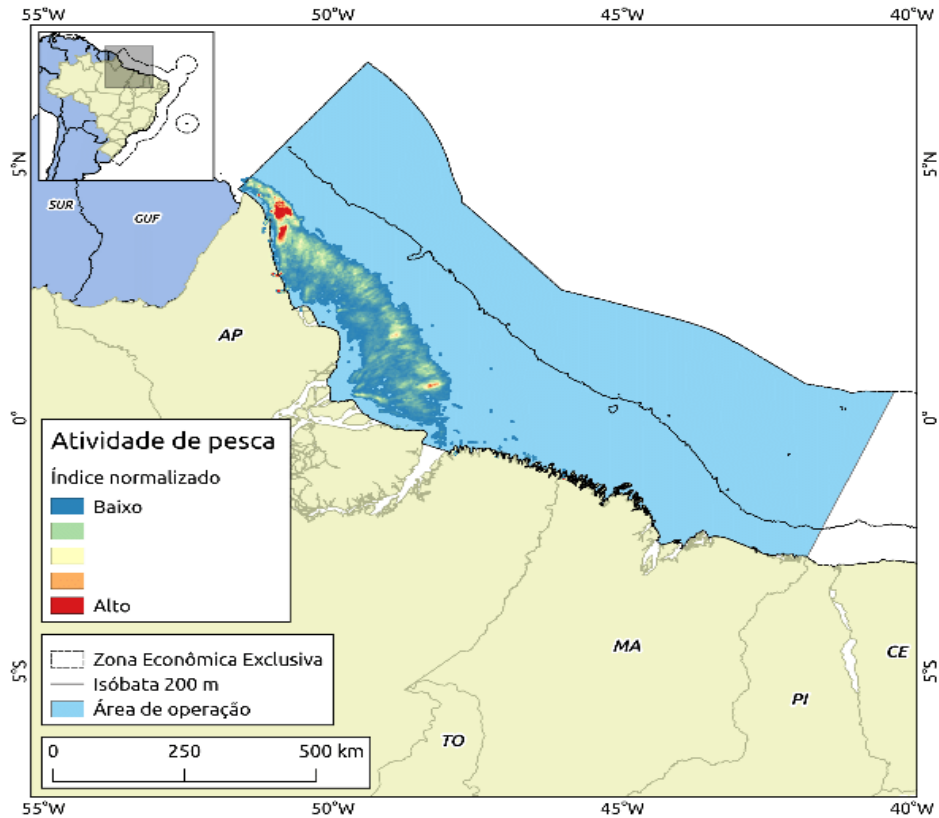 55°W
50°W
45°W
40°W
5°N
5°N
SUR
GUF
AP
0°
0°
Atividade de pesca
Índice normalizado
Baixo
Alto
Zona Econômica Exclusiva
Isóbata 200 m
Área de operação
MA
CE
5°S
5°S
PI
TO
0 250 500 km
55°W
50°W
45°W
40°W